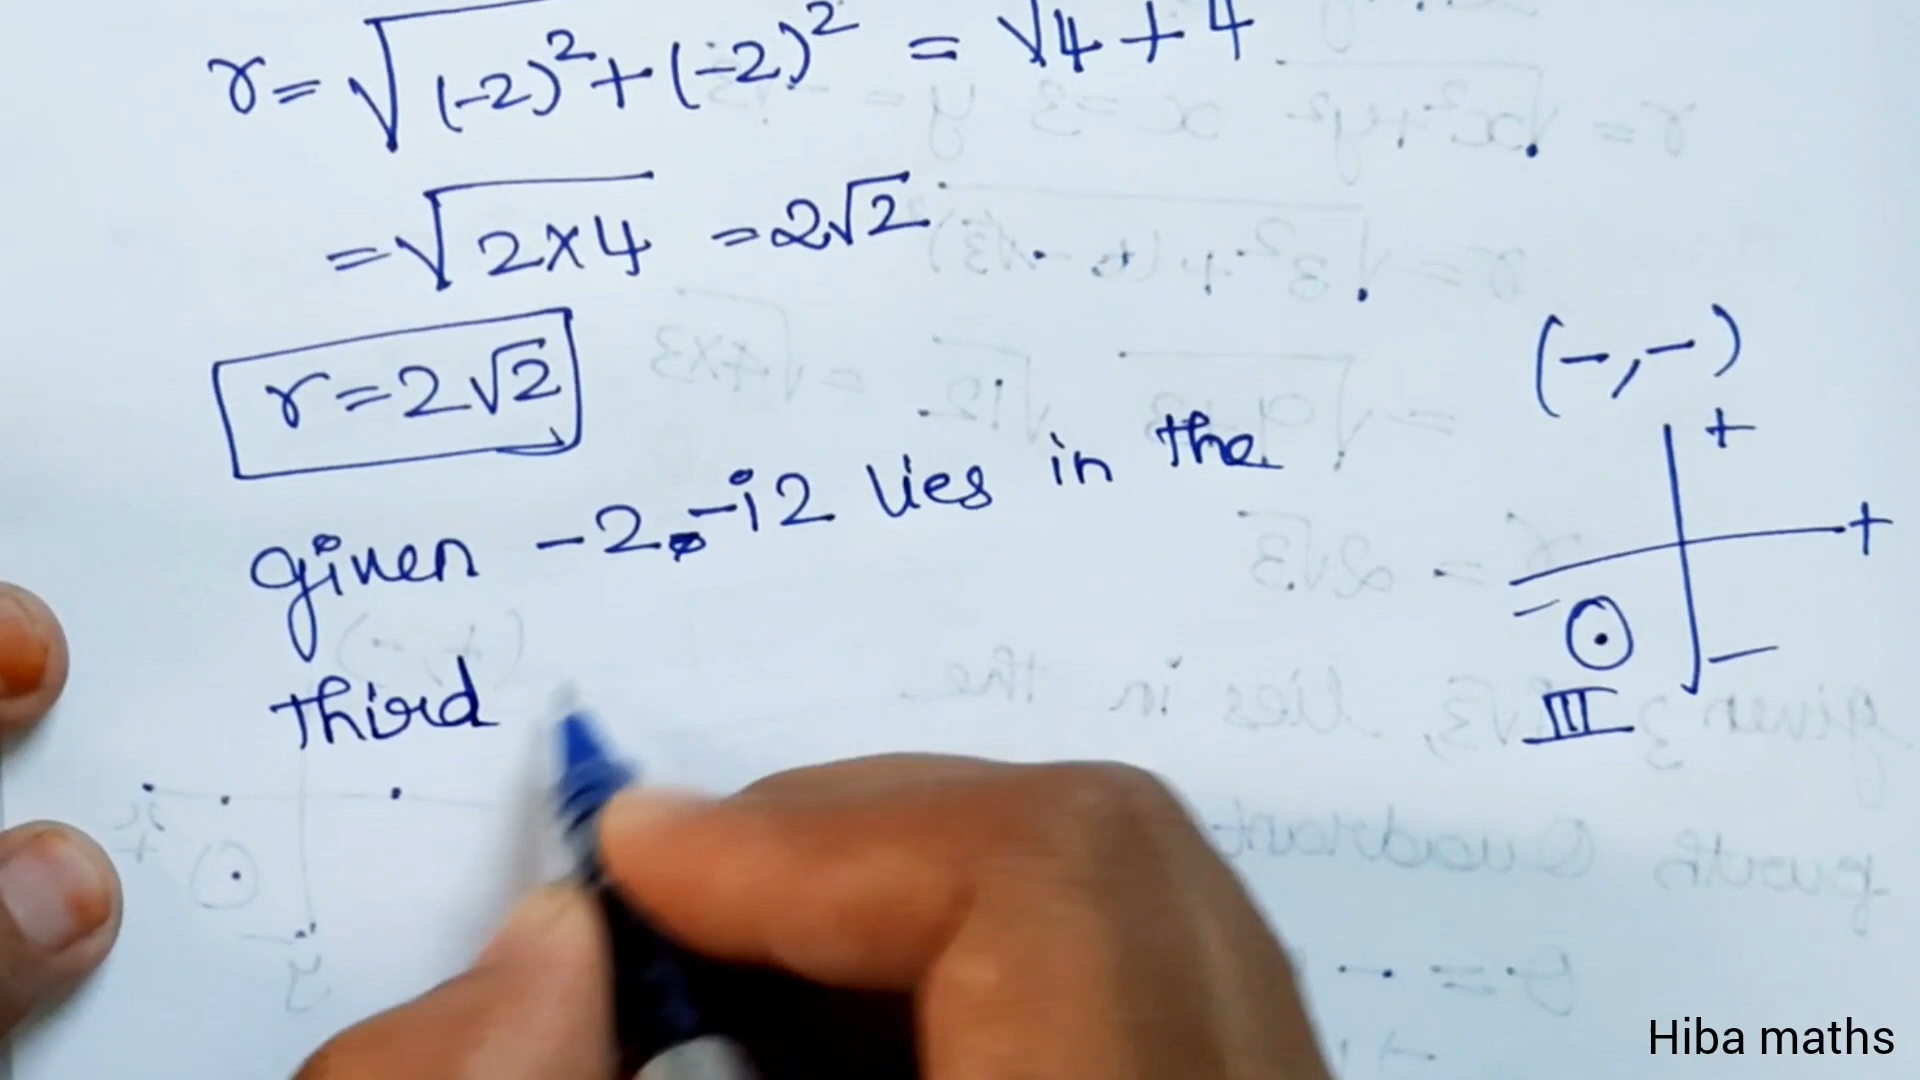 r = √(-2)² + (-2)² = √4 + 4
= √2×4 = 2√2
r = 2√2
(-,-)
given -2-i2 lies in the
third
+
+
-
-
III
Hiba maths